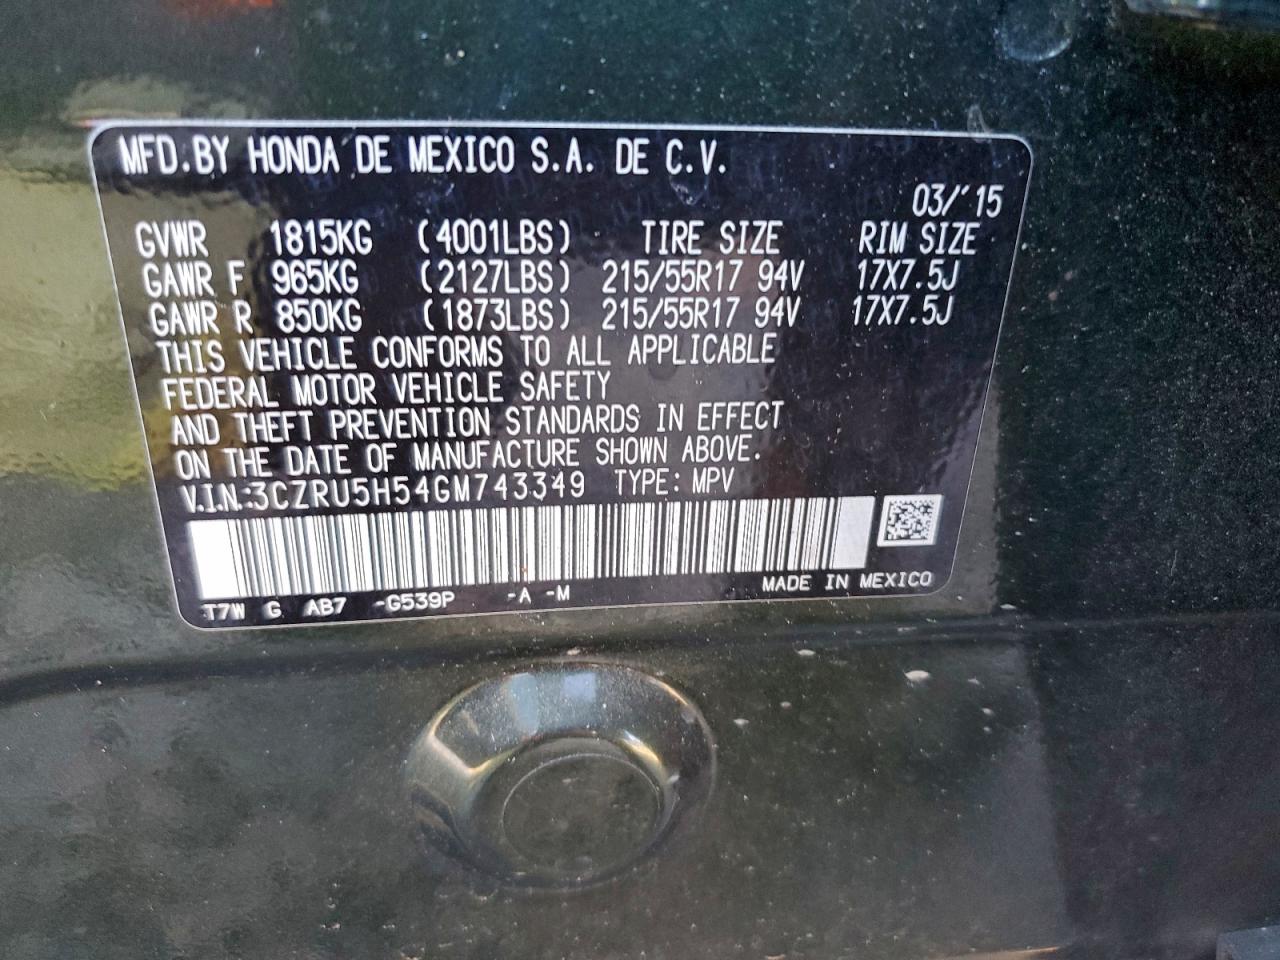 MFD.BY HONDA DE MEXICO S.A. DE C.V.
03/'15
GVWR 1815KG (4001LBS) TIRE SIZE RIM SIZE
GAWR F 965KG (2127LBS) 215/55R17 94V 17X7.5J
GAWR R 850KG (1873LBS) 215/55R17 94V 17X7.5J
THIS VEHICLE CONFORMS TO ALL APPLICABLE
FEDERAL MOTOR VEHICLE SAFETY
AND THEFT PREVENTION STANDARDS IN EFFECT
ON THE DATE OF MANUFACTURE SHOWN ABOVE.
V.I.N.:3CZRU5H54GM743349 TYPE: MPV
T7W G AB7 -G539P -A -M MADE IN MEXICO